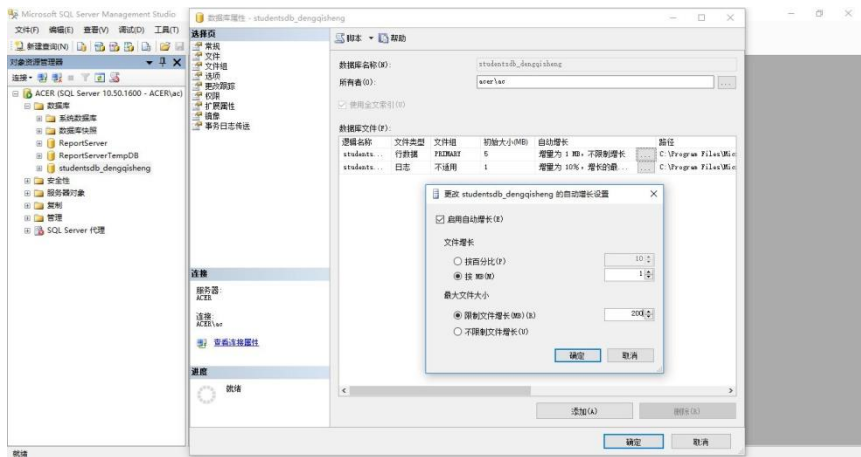 Microsoft SQL Server Management Studio
文件(F) 编辑(E) 查看(V) 调试(D) 工具(T)
新建查询(N)
对象资源管理器
连接
ACER (SQL Server 10.50.1600 - ACER\ac)
数据库
系统数据库
数据库快照
ReportServer
ReportServerTempDB
studentsdb_dengqisheng
安全性
服务器对象
复制
管理
SQL Server 代理
就绪
数据库属性 - studentsdb_dengqisheng
选择页
常规
文件
文件组
选项
更改跟踪
权限
扩展属性
镜像
事务日志传送
连接
服务器:
ACER
连接:
ACER\ac
查看连接属性
进度
就绪
脚本 帮助
数据库名称(N): studentsdb_dengqisheng
所有者(O): acer\ac
使用全文索引(U)
数据库文件(F):
逻辑名称 文件类型 文件组 初始大小(MB) 自动增长 路径
students... 行数据 PRIMARY 5 增量为 1 MB，不限制增长 ... C:\Program Files\Mic
students... 日志 不适用 1 增量为 10%，增长的最... ... C:\Program Files\Mic
更改 studentsdb_dengqisheng 的自动增长设置
启用自动增长(E)
文件增长
按百分比(P) 10
按 MB(M) 1
最大文件大小
限制文件增长(MB)(R) 200
不限制文件增长(U)
确定 取消
添加(A) 删除(R)
确定 取消